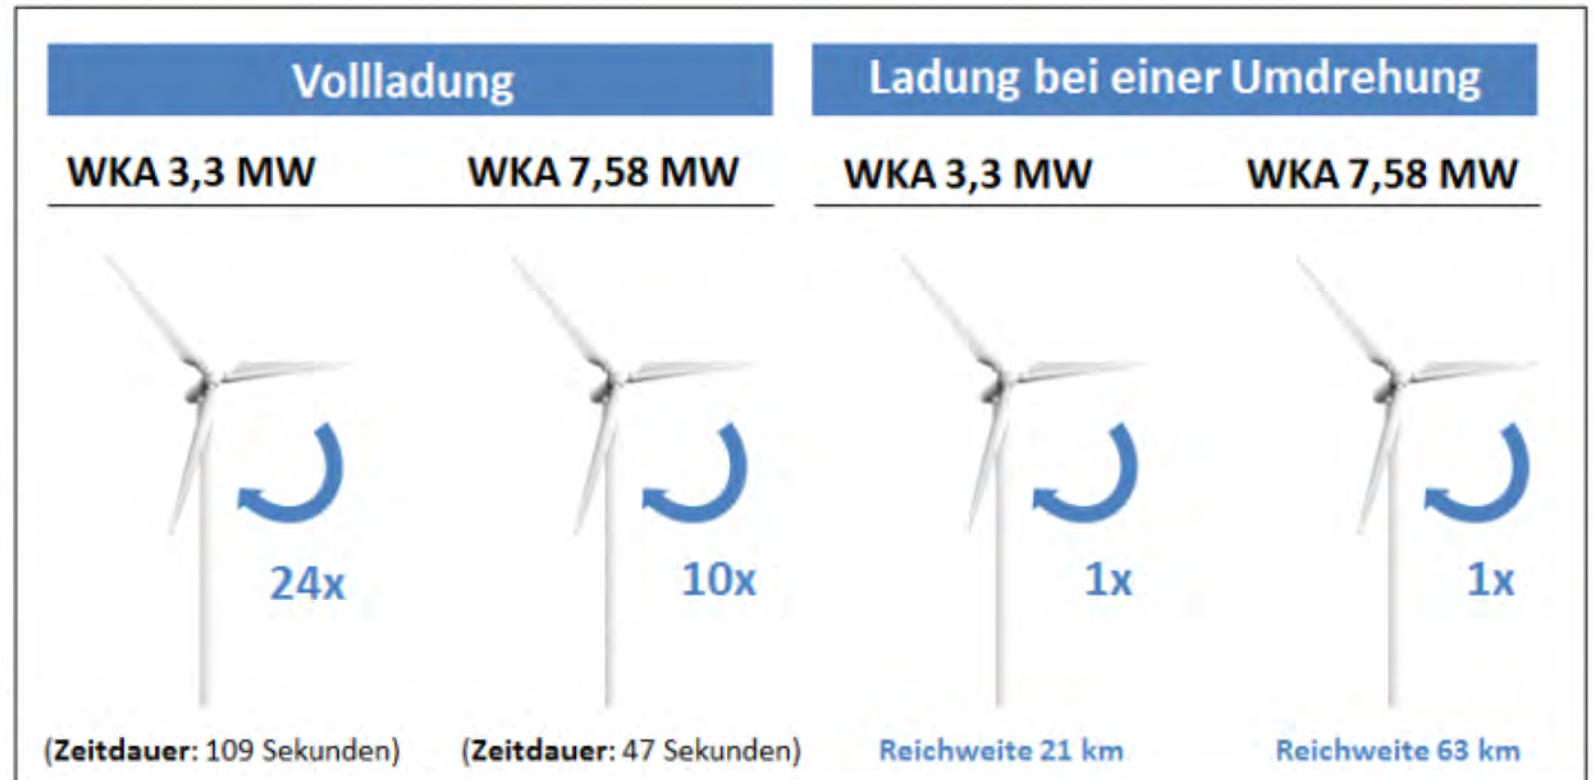 Vollladung
Ladung bei einer Umdrehung
WKA 3,3 MW
WKA 7,58 MW
WKA 3,3 MW
WKA 7,58 MW
24x
10x
1x
1x
(Zeitdauer: 109 Sekunden)
(Zeitdauer: 47 Sekunden)
Reichweite 21 km
Reichweite 63 km